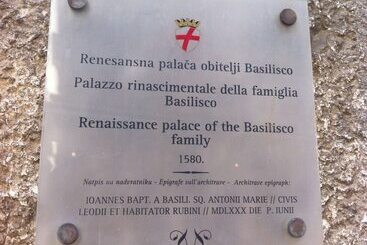 Renesansna palača obitelji Basilisco
Palazzo rinascimentale della famiglia
Basilisco
Renaissance palace of the Basilisco
family
1580.
Natpis na nadvratniku - Epigrafe sull'architrave - Architrave epigraph:
IOANNES BAPT. A BASILI. SQ. ANTONII MARIE // CIVIS
LEODII ET HABITATOR RUBINI // MDLXXX DIE P. IUNII